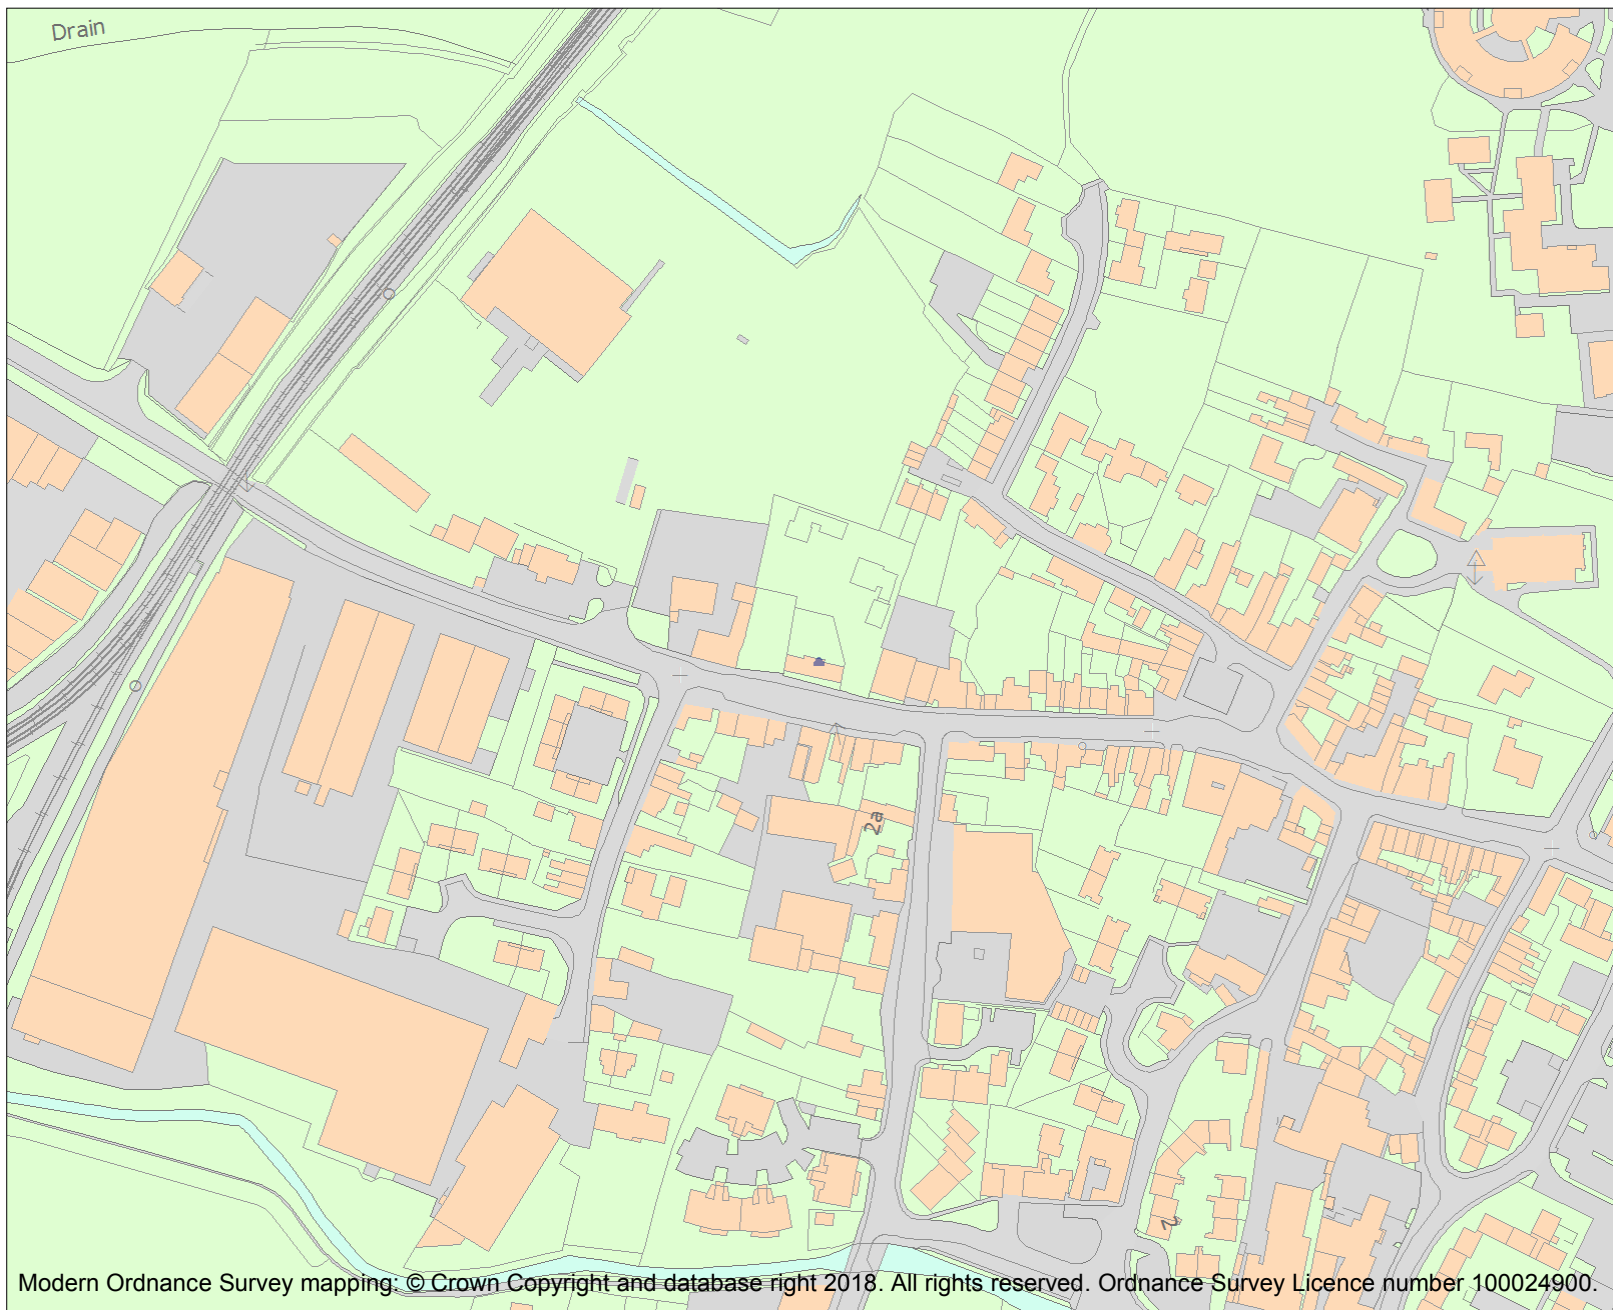 Drain
2a
2
Modern Ordnance Survey mapping: © Crown Copyright and database right 2018. All rights reserved. Ordnance Survey Licence number 100024900.